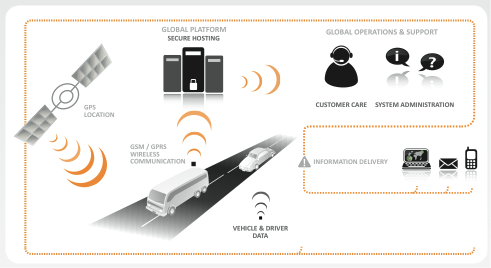 GLOBAL PLATFORM
SECURE HOSTING
GLOBAL OPERATIONS & SUPPORT
i
?
CUSTOMER CARE
SYSTEM ADMINISTRATION
GPS
LOCATION
GSM / GPRS
WIRELESS
COMMUNICATION
INFORMATION DELIVERY
VEHICLE & DRIVER
DATA